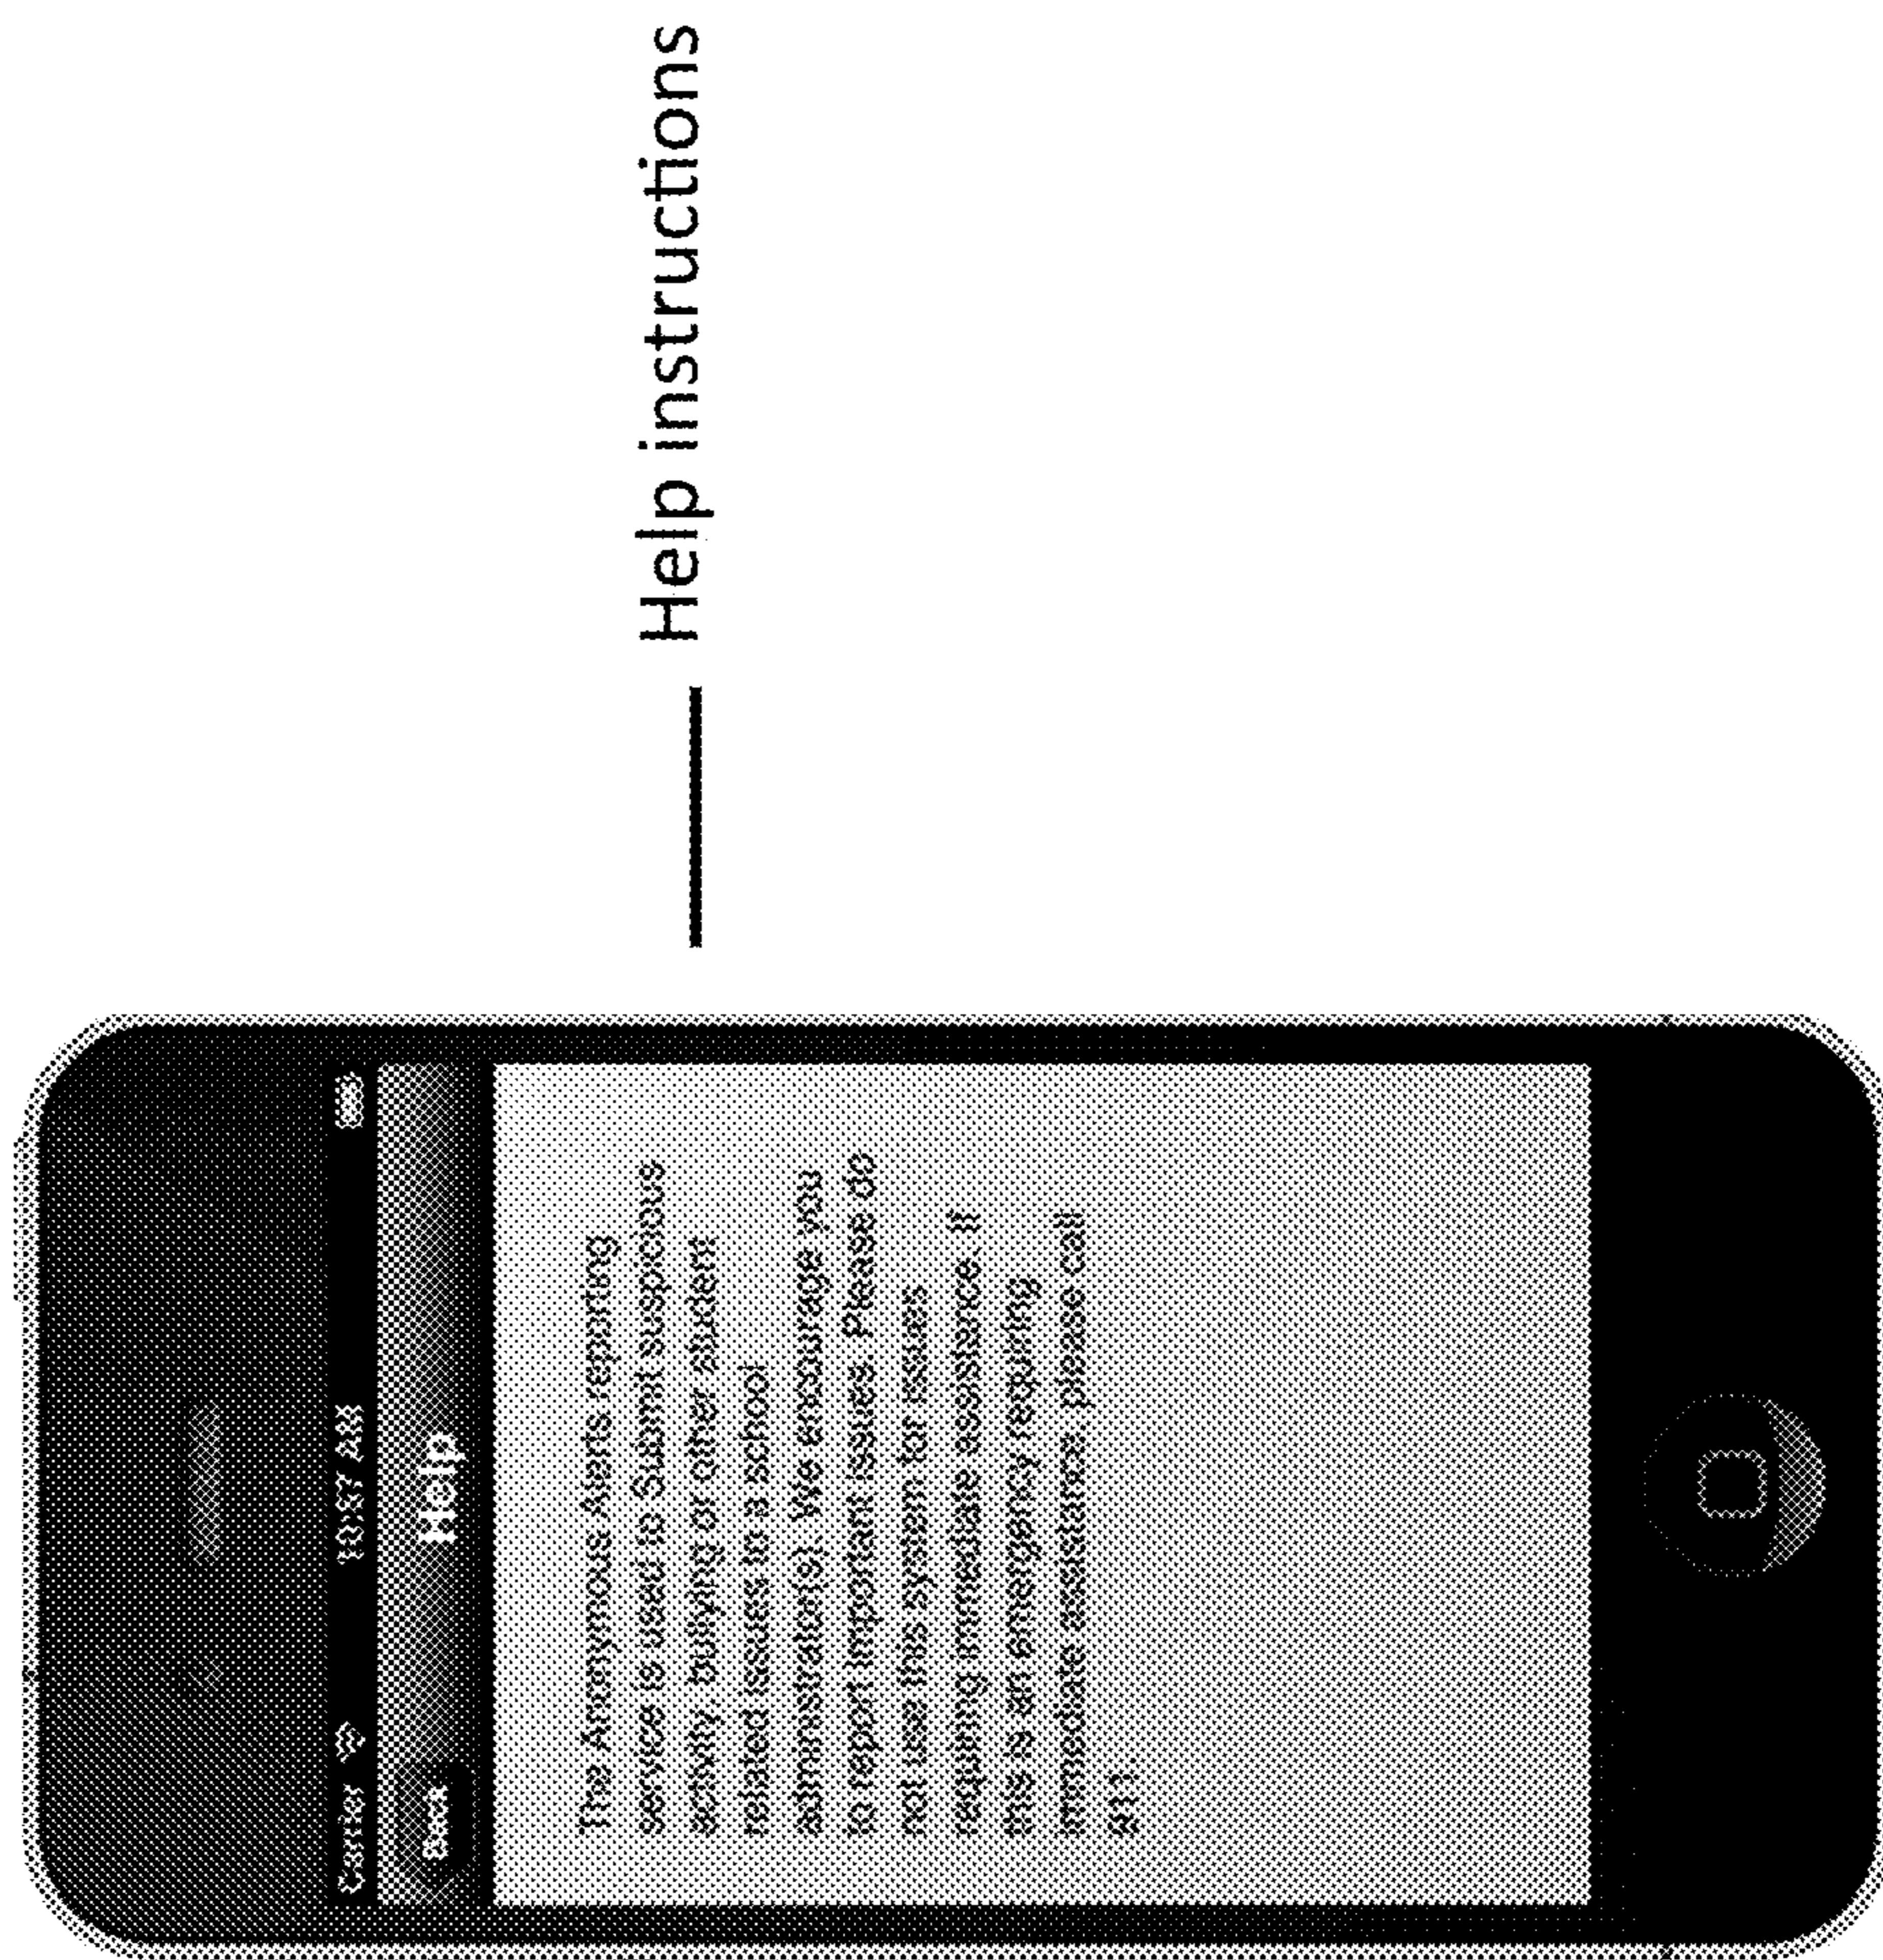 Carrier 10:37 AM
Back Help
The Anonymous Alerts reporting
service is used to Submit suspicious
activity, bullying or other student
related issues to a school
administrator(s). We encourage you
to report important issues. Please do
not use this system for issues
requiring immediate assistance. If
this is an emergency requiring
immediate assistance, please call
911.
Help instructions